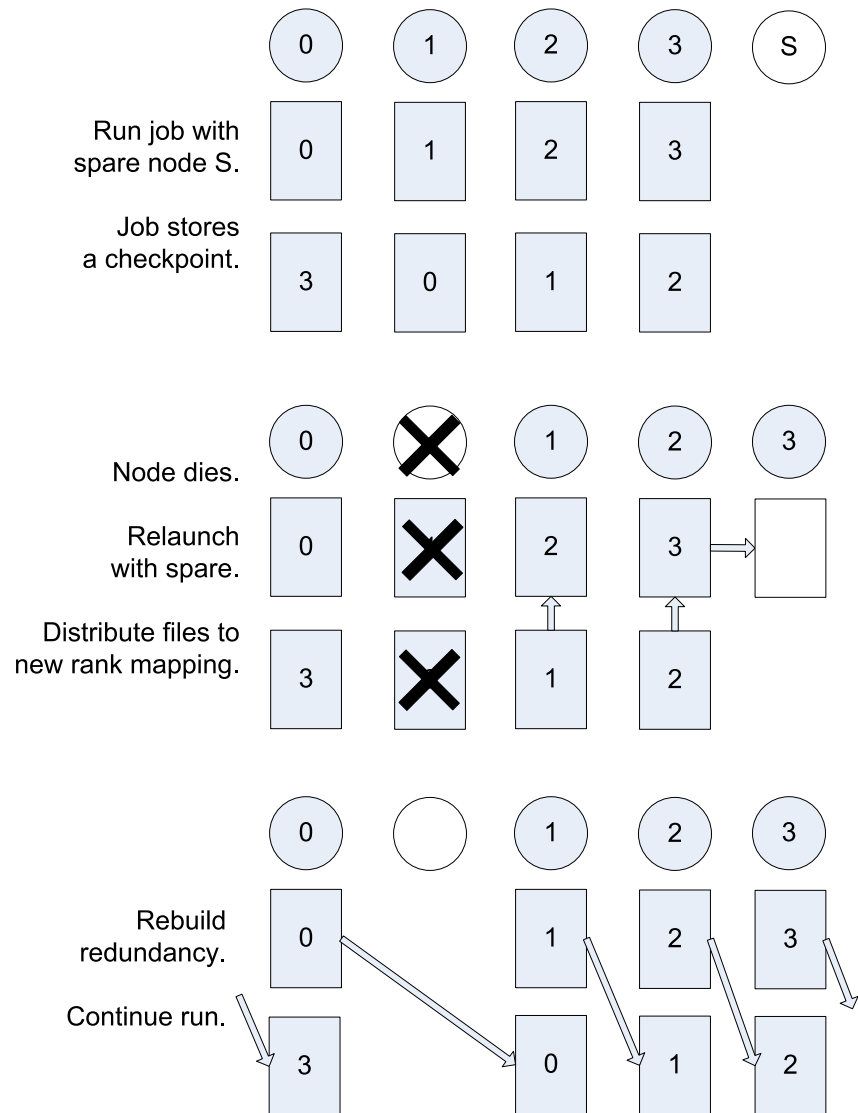 0 1 2 3 S
Run job with
spare node S.
0 1 2 3
Job stores
a checkpoint.
3 0 1 2
0 1 2 3
Node dies.
Relaunch
with spare.
0 2 3
Distribute files to
new rank mapping.
3 1 2
0 1 2 3
Rebuild
redundancy.
0 1 2 3
Continue run.
3 0 1 2